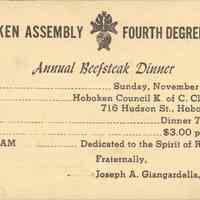 KEN ASSEMBLY FOURTH DEGREE
Annual Beefsteak Dinner
Sunday, November
Hoboken Council K. of C. Cl
716 Hudson St., Hobo
Dinner 7
$3.00 p
AM Dedicated to the Spirit of R
Fraternally,
Joseph A. Giangardella,